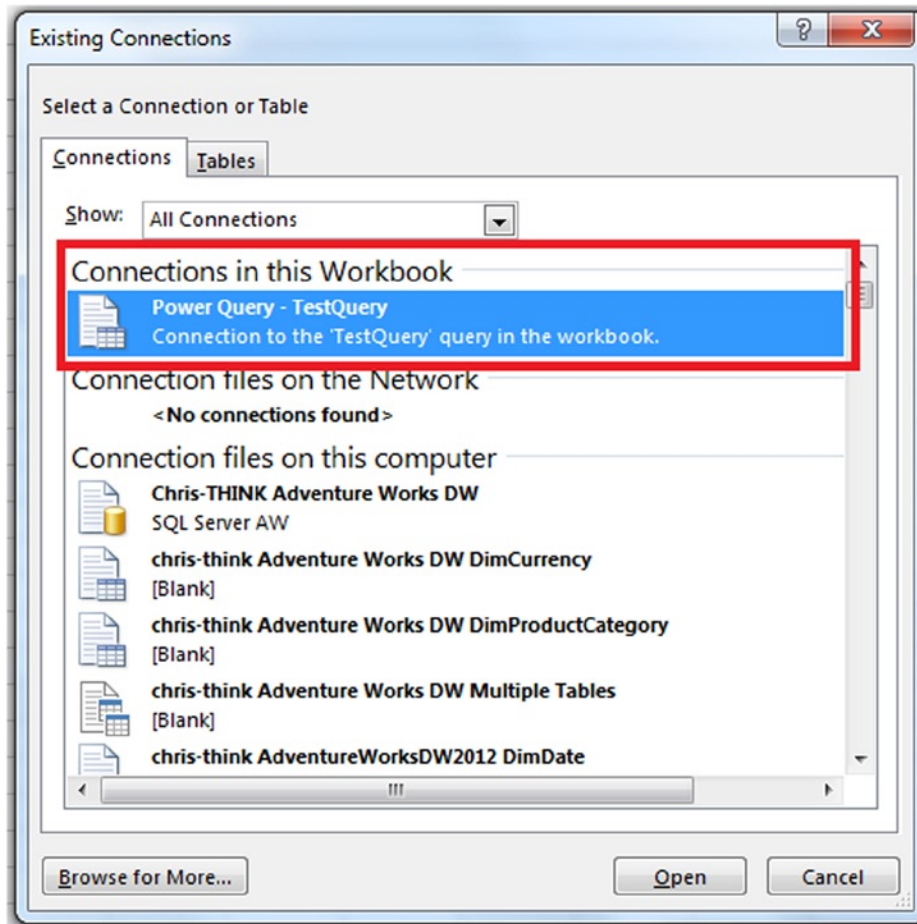 Existing Connections
Select a Connection or Table
Connections Tables
Show: All Connections
Connections in this Workbook
Power Query - TestQuery
Connection to the 'TestQuery' query in the workbook.
Connection files on the Network
<No connections found>
Connection files on this computer
Chris-THINK Adventure Works DW
SQL Server AW
chris-think Adventure Works DW DimCurrency
[Blank]
chris-think Adventure Works DW DimProductCategory
[Blank]
chris-think Adventure Works DW Multiple Tables
[Blank]
chris-think AdventureWorksDW2012 DimDate
Browse for More... Open Cancel